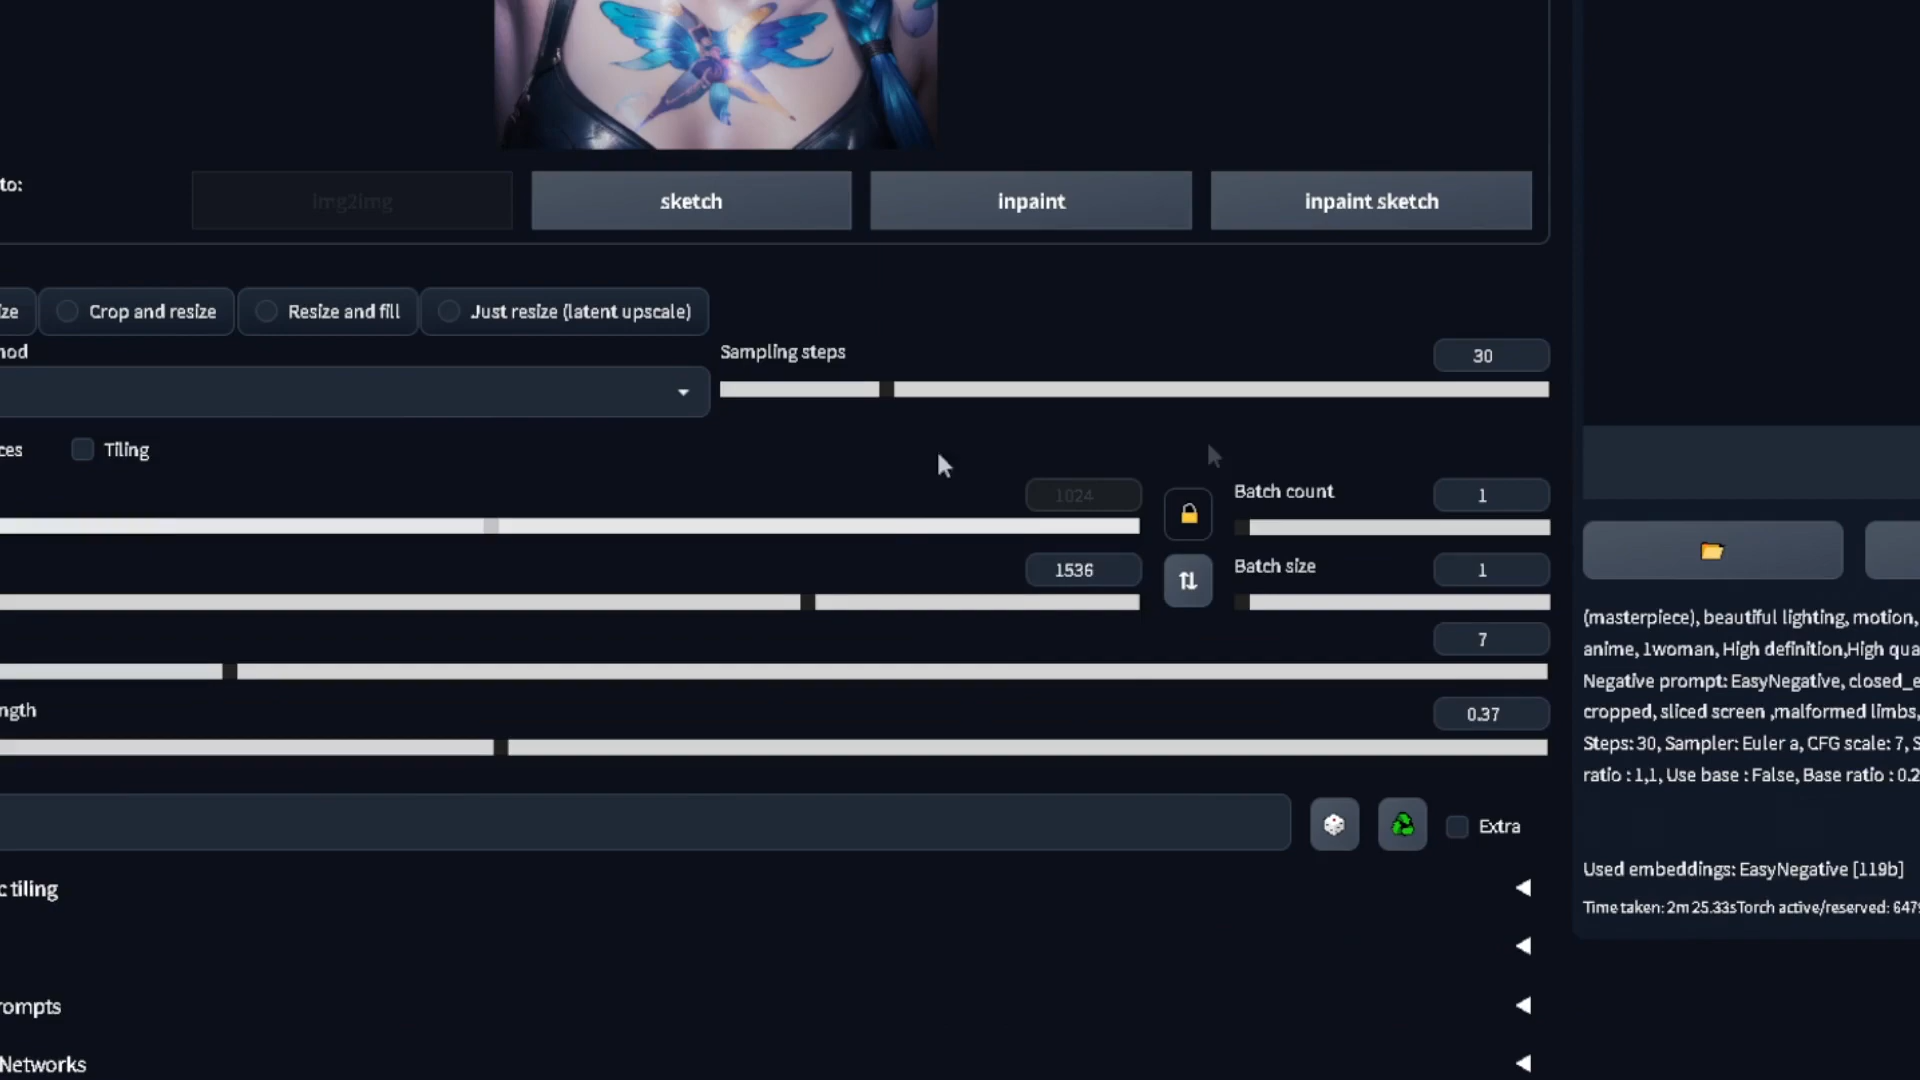 to:
img2img
sketch
inpaint
inpaint sketch
ize
Crop and resize
Resize and fill
Just resize (latent upscale)
hod
Sampling steps
30
ces
Tiling
1024
Batch count
1
1536
Batch size
1
7
ngth
0.37
Extra
c tiling
rompts
Networks
(masterpiece), beautiful lighting, motion,
anime, 1woman, High definition,High qua
Negative prompt: EasyNegative, closed_e
cropped, sliced screen ,malformed limbs,
Steps: 30, Sampler: Euler a, CFG scale: 7, S
ratio : 1,1, Use base : False, Base ratio : 0.2
Used embeddings: EasyNegative [119b]
Time taken: 2m 25.33sTorch active/reserved: 6479